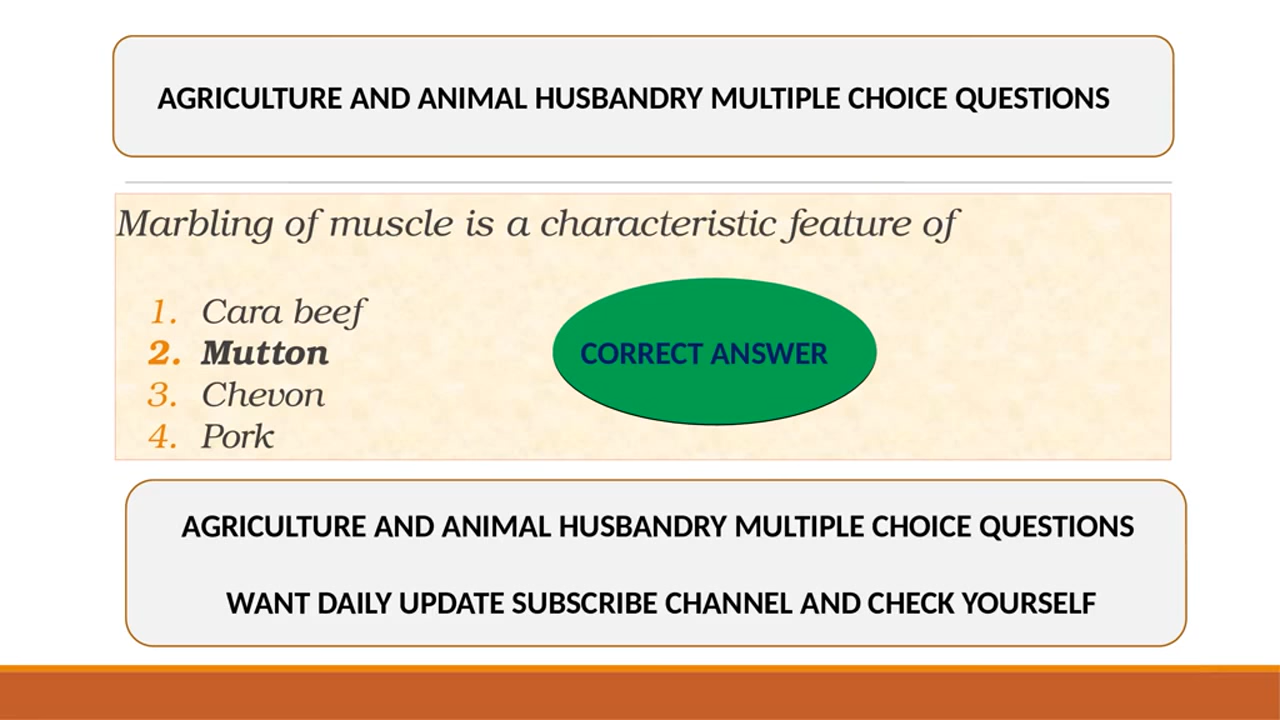 AGRICULTURE AND ANIMAL HUSBANDRY MULTIPLE CHOICE QUESTIONS
Marbling of muscle is a characteristic feature of
1. Cara beef
2. Mutton
CORRECT ANSWER
3. Chevon
4. Pork
AGRICULTURE AND ANIMAL HUSBANDRY MULTIPLE CHOICE QUESTIONS
WANT DAILY UPDATE SUBSCRIBE CHANNEL AND CHECK YOURSELF